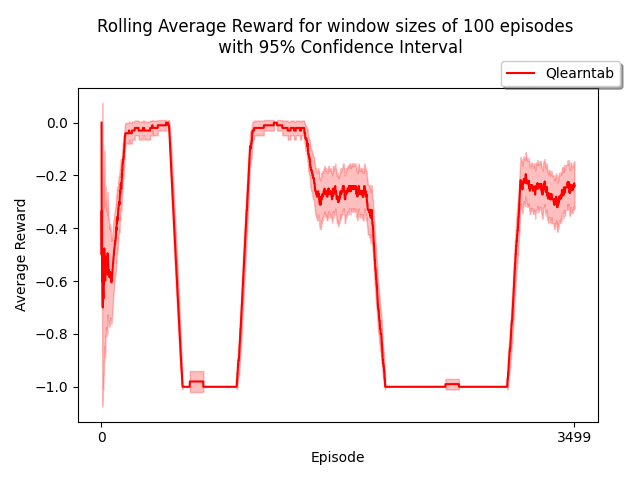 Rolling Average Reward for window sizes of 100 episodes
with 95% Confidence Interval
Qlearntab
Average Reward
0.0
−0.2
−0.4
−0.6
−0.8
−1.0
0
3499
Episode